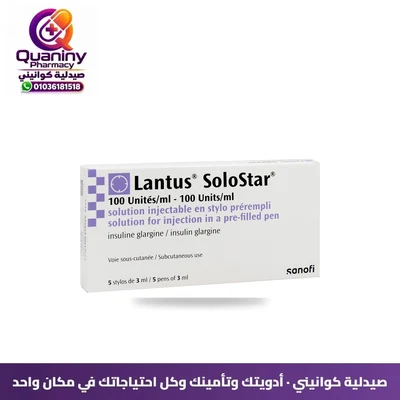 Quaniny
Pharmacy
صيدلية كوانيني
01036181518
Lantus® SoloStar®
100 Unités/ml - 100 Units/ml
solution injectable en stylo prérempli
solution for injection in a pre-filled pen
insuline glargine / insulin glargine
Voie sous-cutanée / Subcutaneous use
5 stylos de 3 ml / 5 pens of 3 ml
sanofi
صيدلية كوانيني - أدويتك وتأمينك وكل احتياجاتك في مكان واحد